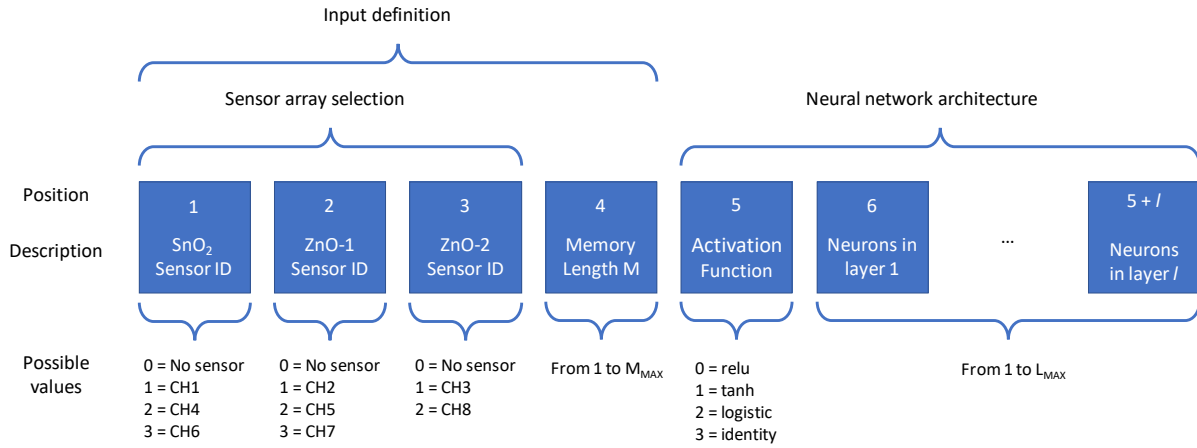 Input definition
Sensor array selection
Neural network architecture
Position
1
2
3
4
5
6
5 + l
Description
SnO₂
Sensor ID
ZnO-1
Sensor ID
ZnO-2
Sensor ID
Memory
Length M
Activation
Function
Neurons in
layer 1
...
Neurons
in layer l
Possible
values
0 = No sensor
1 = CH1
2 = CH4
3 = CH6
0 = No sensor
1 = CH2
2 = CH5
3 = CH7
0 = No sensor
1 = CH3
2 = CH8
From 1 to M_MAX
0 = relu
1 = tanh
2 = logistic
3 = identity
From 1 to L_MAX